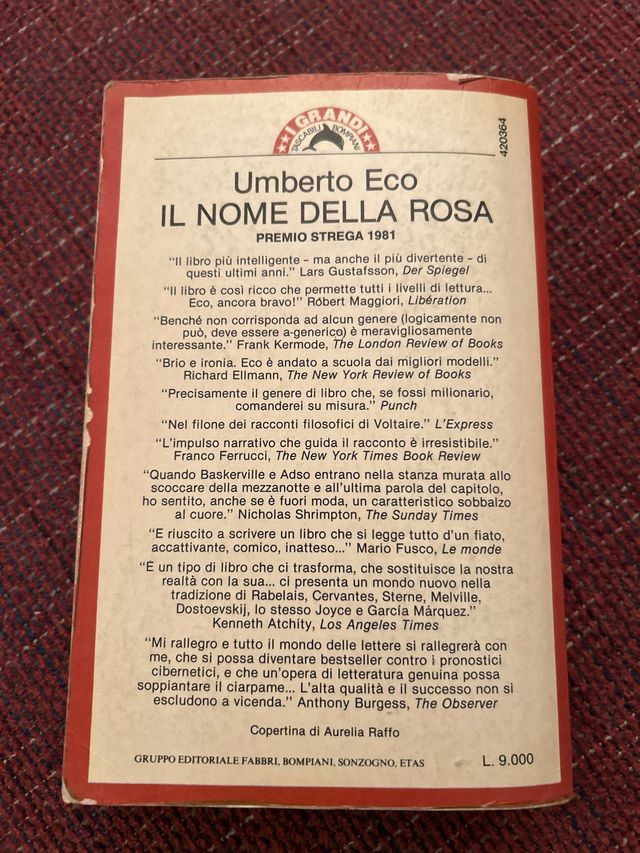 I GRANDI
TASCABILI BOMPIANI
420364
Umberto Eco
IL NOME DELLA ROSA
PREMIO STREGA 1981
“Il libro più intelligente – ma anche il più divertente – di
questi ultimi anni.” Lars Gustafsson, Der Spiegel
“Il libro è così ricco che permette tutti i livelli di lettura...
Eco, ancora bravo!” Róbert Maggiori, Libération
“Benché non corrisponda ad alcun genere (logicamente non
può, deve essere a-generico) è meravigliosamente
interessante.” Frank Kermode, The London Review of Books
“Brio e ironia. Eco è andato a scuola dai migliori modelli.”
Richard Ellmann, The New York Review of Books
“Precisamente il genere di libro che, se fossi milionario,
comanderei su misura.” Punch
“Nel filone dei racconti filosofici di Voltaire.” L'Express
“L'impulso narrativo che guida il racconto è irresistibile.”
Franco Ferrucci, The New York Times Book Review
“Quando Baskerville e Adso entrano nella stanza murata allo
scoccare della mezzanotte e all'ultima parola del capitolo,
ho sentito, anche se è fuori moda, un caratteristico sobbalzo
al cuore.” Nicholas Shrimpton, The Sunday Times
“E riuscito a scrivere un libro che si legge tutto d'un fiato,
accattivante, comico, inatteso...” Mario Fusco, Le monde
“È un tipo di libro che ci trasforma, che sostituisce la nostra
realtà con la sua... ci presenta un mondo nuovo nella
tradizione di Rabelais, Cervantes, Sterne, Melville,
Dostoevskij, lo stesso Joyce e García Márquez.”
Kenneth Atchity, Los Angeles Times
“Mi rallegro e tutto il mondo delle lettere si rallegrerà con
me, che si possa diventare bestseller contro i pronostici
cibernetici, e che un'opera di letteratura genuina possa
soppiantare il ciarpame... L'alta qualità e il successo non si
escludono a vicenda.” Anthony Burgess, The Observer
Copertina di Aurelia Raffo
GRUPPO EDITORIALE FABBRI, BOMPIANI, SONZOGNO, ETAS
L. 9.000